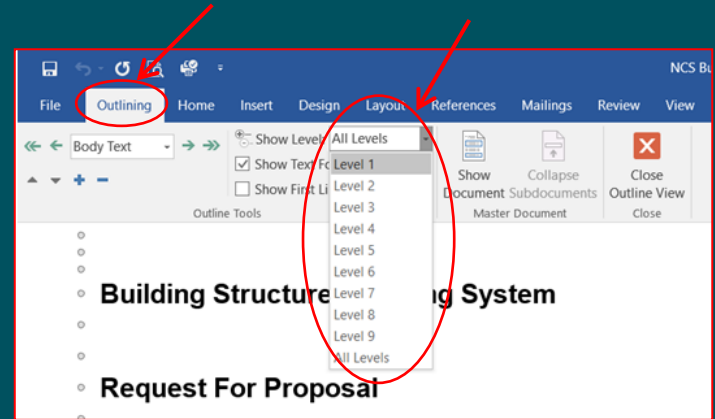 NCS Bu
File Outlining Home Insert Design Layout References Mailings Review View
Body Text Show Level All Levels
Show Text Fo Level 1
Show First Li Level 2
Level 3
Level 4
Level 5
Level 6
Level 7
Level 8
Level 9
All Levels
Show Document
Collapse Subdocuments
Close Outline View
Outline Tools Master Document Close
Building Structure ng System
Request For Proposal